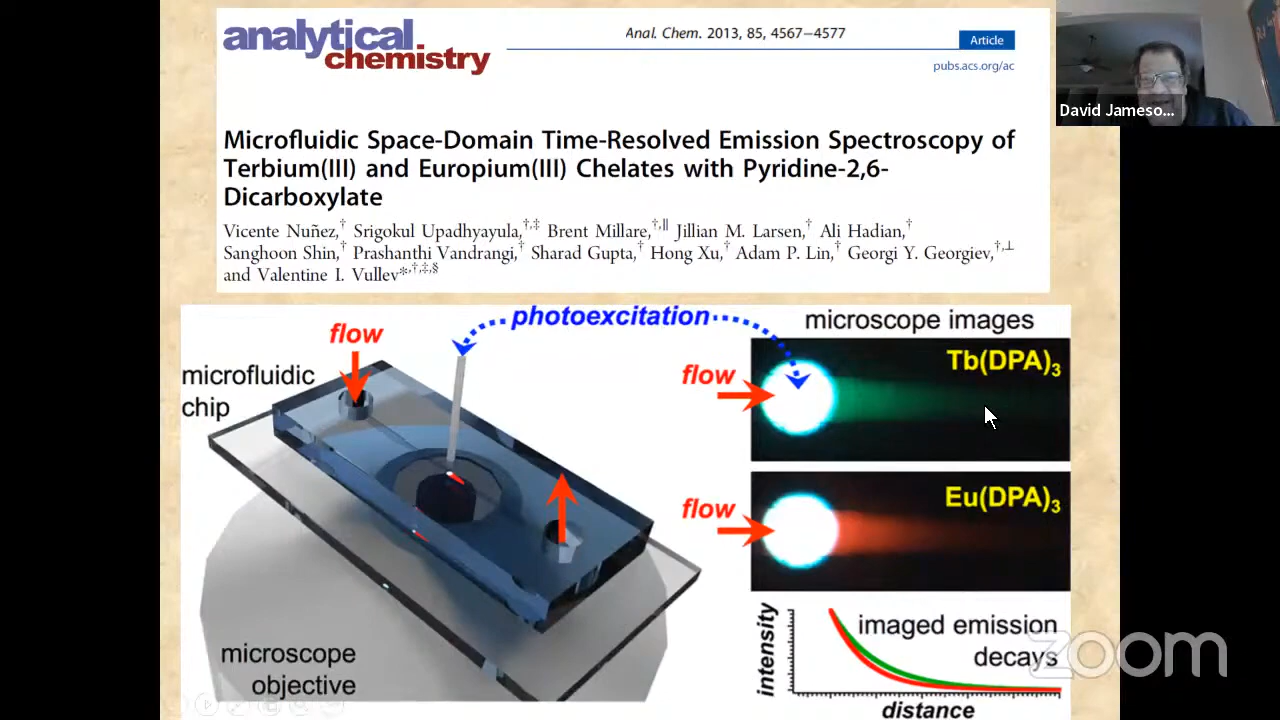 analytical
chemistry
Anal. Chem. 2013, 85, 4567−4577
Article
pubs.acs.org/ac
David Jameso...
Microfluidic Space-Domain Time-Resolved Emission Spectroscopy of
Terbium(III) and Europium(III) Chelates with Pyridine-2,6-
Dicarboxylate
Vicente Nuñez,† Srigokul Upadhyayula,†,‡ Brent Millare,†,∥ Jillian M. Larsen,† Ali Hadian,†
Sanghoon Shin,† Prashanthi Vandrangi,† Sharad Gupta,† Hong Xu,† Adam P. Lin,† Georgi Y. Georgiev,†,⊥
and Valentine I. Vullev*,†,‡,§
flow
photoexcitation
microscope images
microfluidic
chip
flow
Tb(DPA)3
flow
Eu(DPA)3
microscope
objective
intensity
imaged emission
decays
distance
zoom